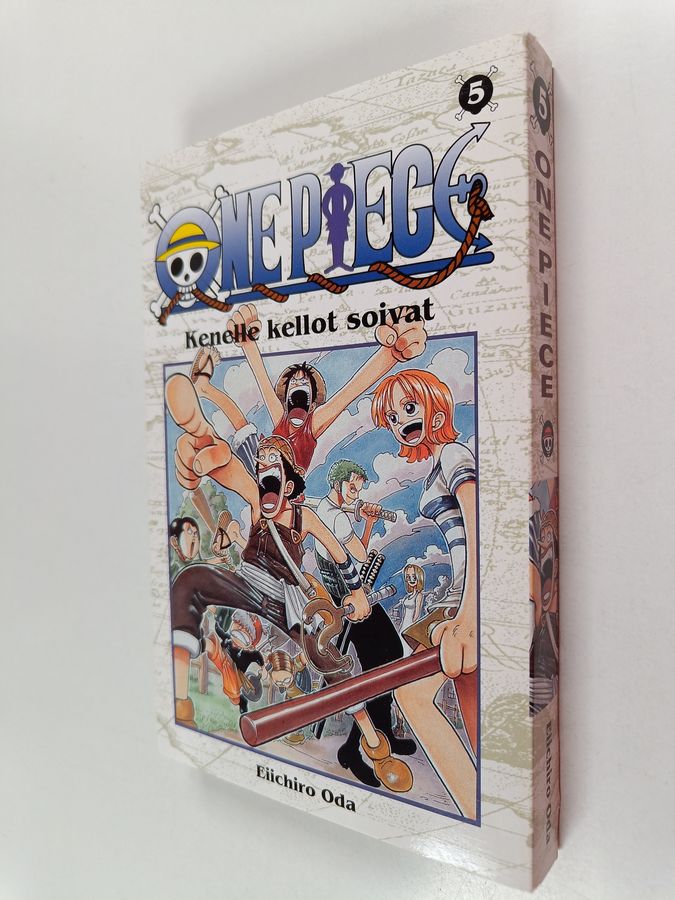 5
ONE PIECE
Kenelle kellot soivat
Eiichiro Oda
5 ONE PIECE Eiichiro Oda